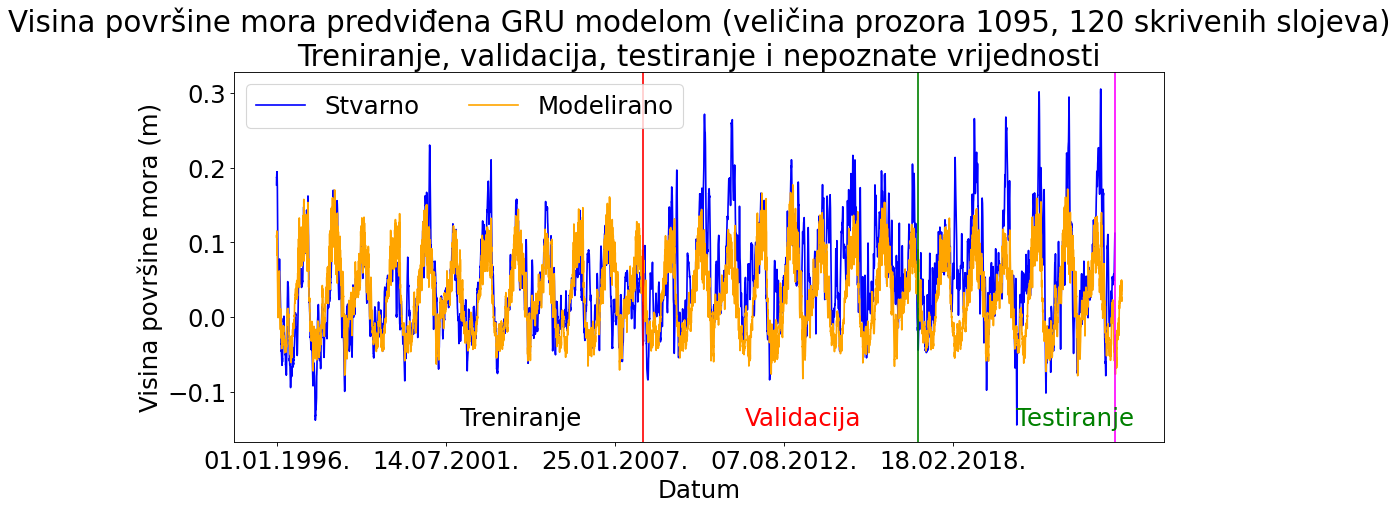 Visina površine mora predviđena GRU modelom (veličina prozora 1095, 120 skrivenih slojeva)
Treniranje, validacija, testiranje i nepoznate vrijednosti
Stvarno Modelirano
Visina površine mora (m)
0.3
0.2
0.1
0.0
−0.1
Treniranje Validacija Testiranje
01.01.1996. 14.07.2001. 25.01.2007. 07.08.2012. 18.02.2018.
Datum